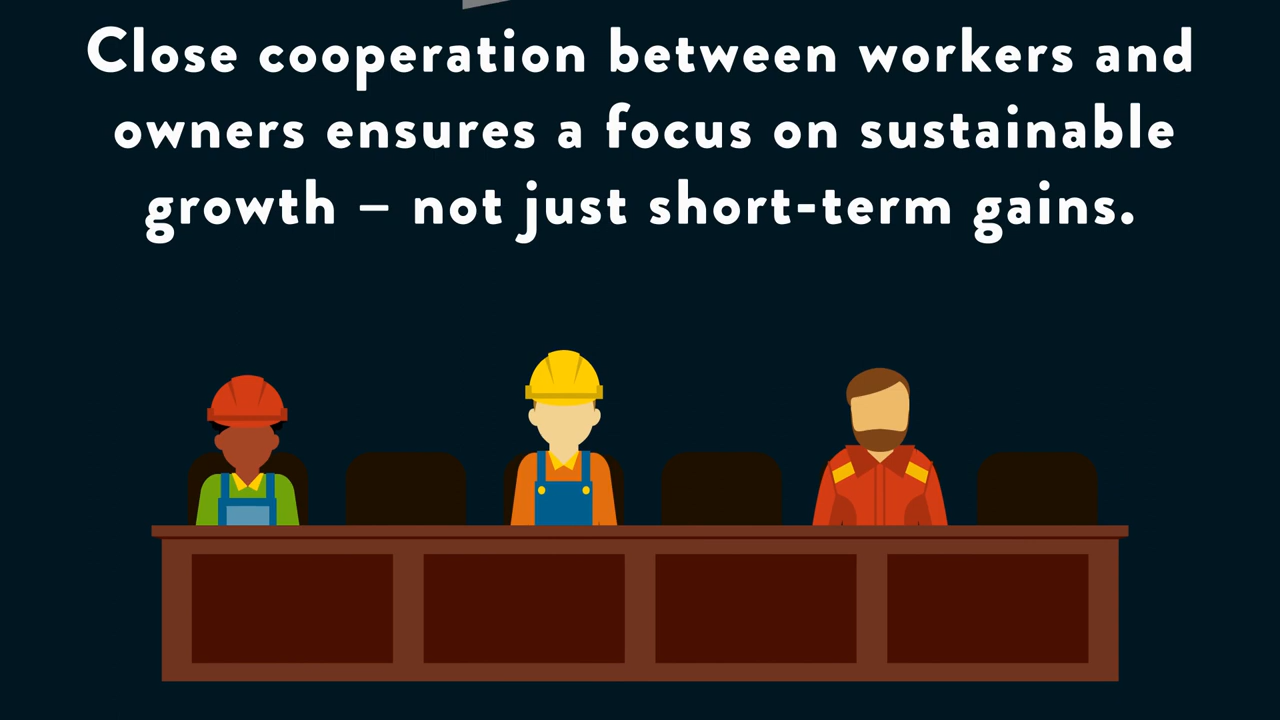 Close cooperation between workers and
owners ensures a focus on sustainable
growth – not just short-term gains.